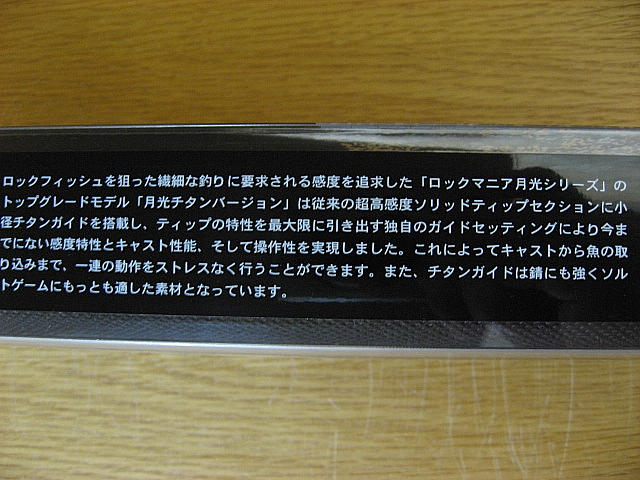 ロックフィッシュを狙った繊細な釣りに要求される感度を追求した「ロックマニア月光シリーズ」の
トップグレードモデル「月光チタンバージョン」は従来の超高感度ソリッドティップセクションに小
径チタンガイドを搭載し、ティップの特性を最大限に引き出す独自のガイドセッティングにより今ま
でにない感度特性とキャスト性能、そして操作性を実現しました。これによってキャストから魚の取
り込みまで、一連の動作をストレスなく行うことができます。また、チタンガイドは錆にも強くソル
トゲームにもっとも適した素材となっています。